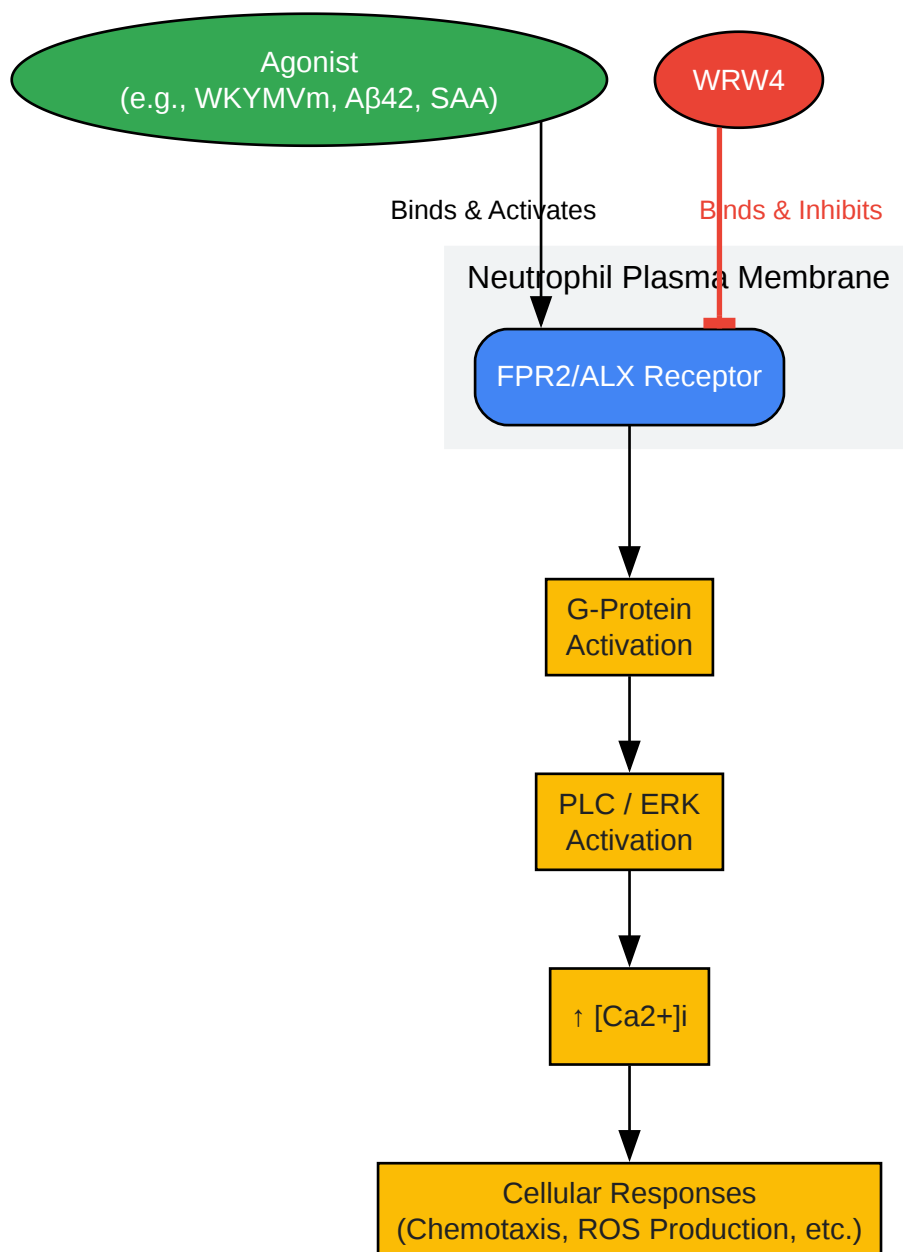 Agonist
(e.g., WKYMVm, Aβ42, SAA)
WRW4
Binds & Activates
Binds & Inhibits
Neutrophil Plasma Membrane
FPR2/ALX Receptor
G-Protein
Activation
PLC / ERK
Activation
↑ [Ca2+]i
Cellular Responses
(Chemotaxis, ROS Production, etc.)